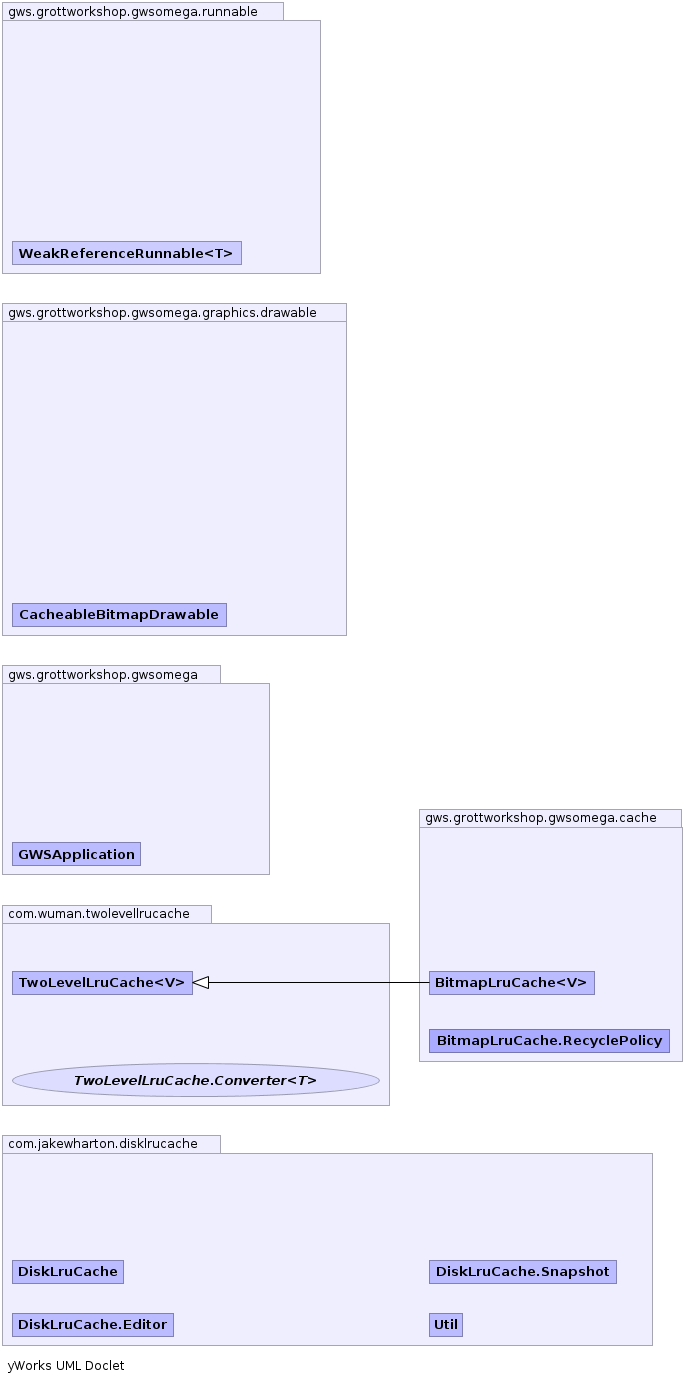 gws.grottworkshop.gwsomega.runnable
WeakReferenceRunnable<T>
gws.grottworkshop.gwsomega.graphics.drawable
CacheableBitmapDrawable
gws.grottworkshop.gwsomega
GWSApplication
gws.grottworkshop.gwsomega.cache
BitmapLruCache<V>
BitmapLruCache.RecyclePolicy
com.wuman.twolevellrucache
TwoLevelLruCache<V>
TwoLevelLruCache.Converter<T>
com.jakewharton.disklrucache
DiskLruCache
DiskLruCache.Snapshot
DiskLruCache.Editor
Util
yWorks UML Doclet